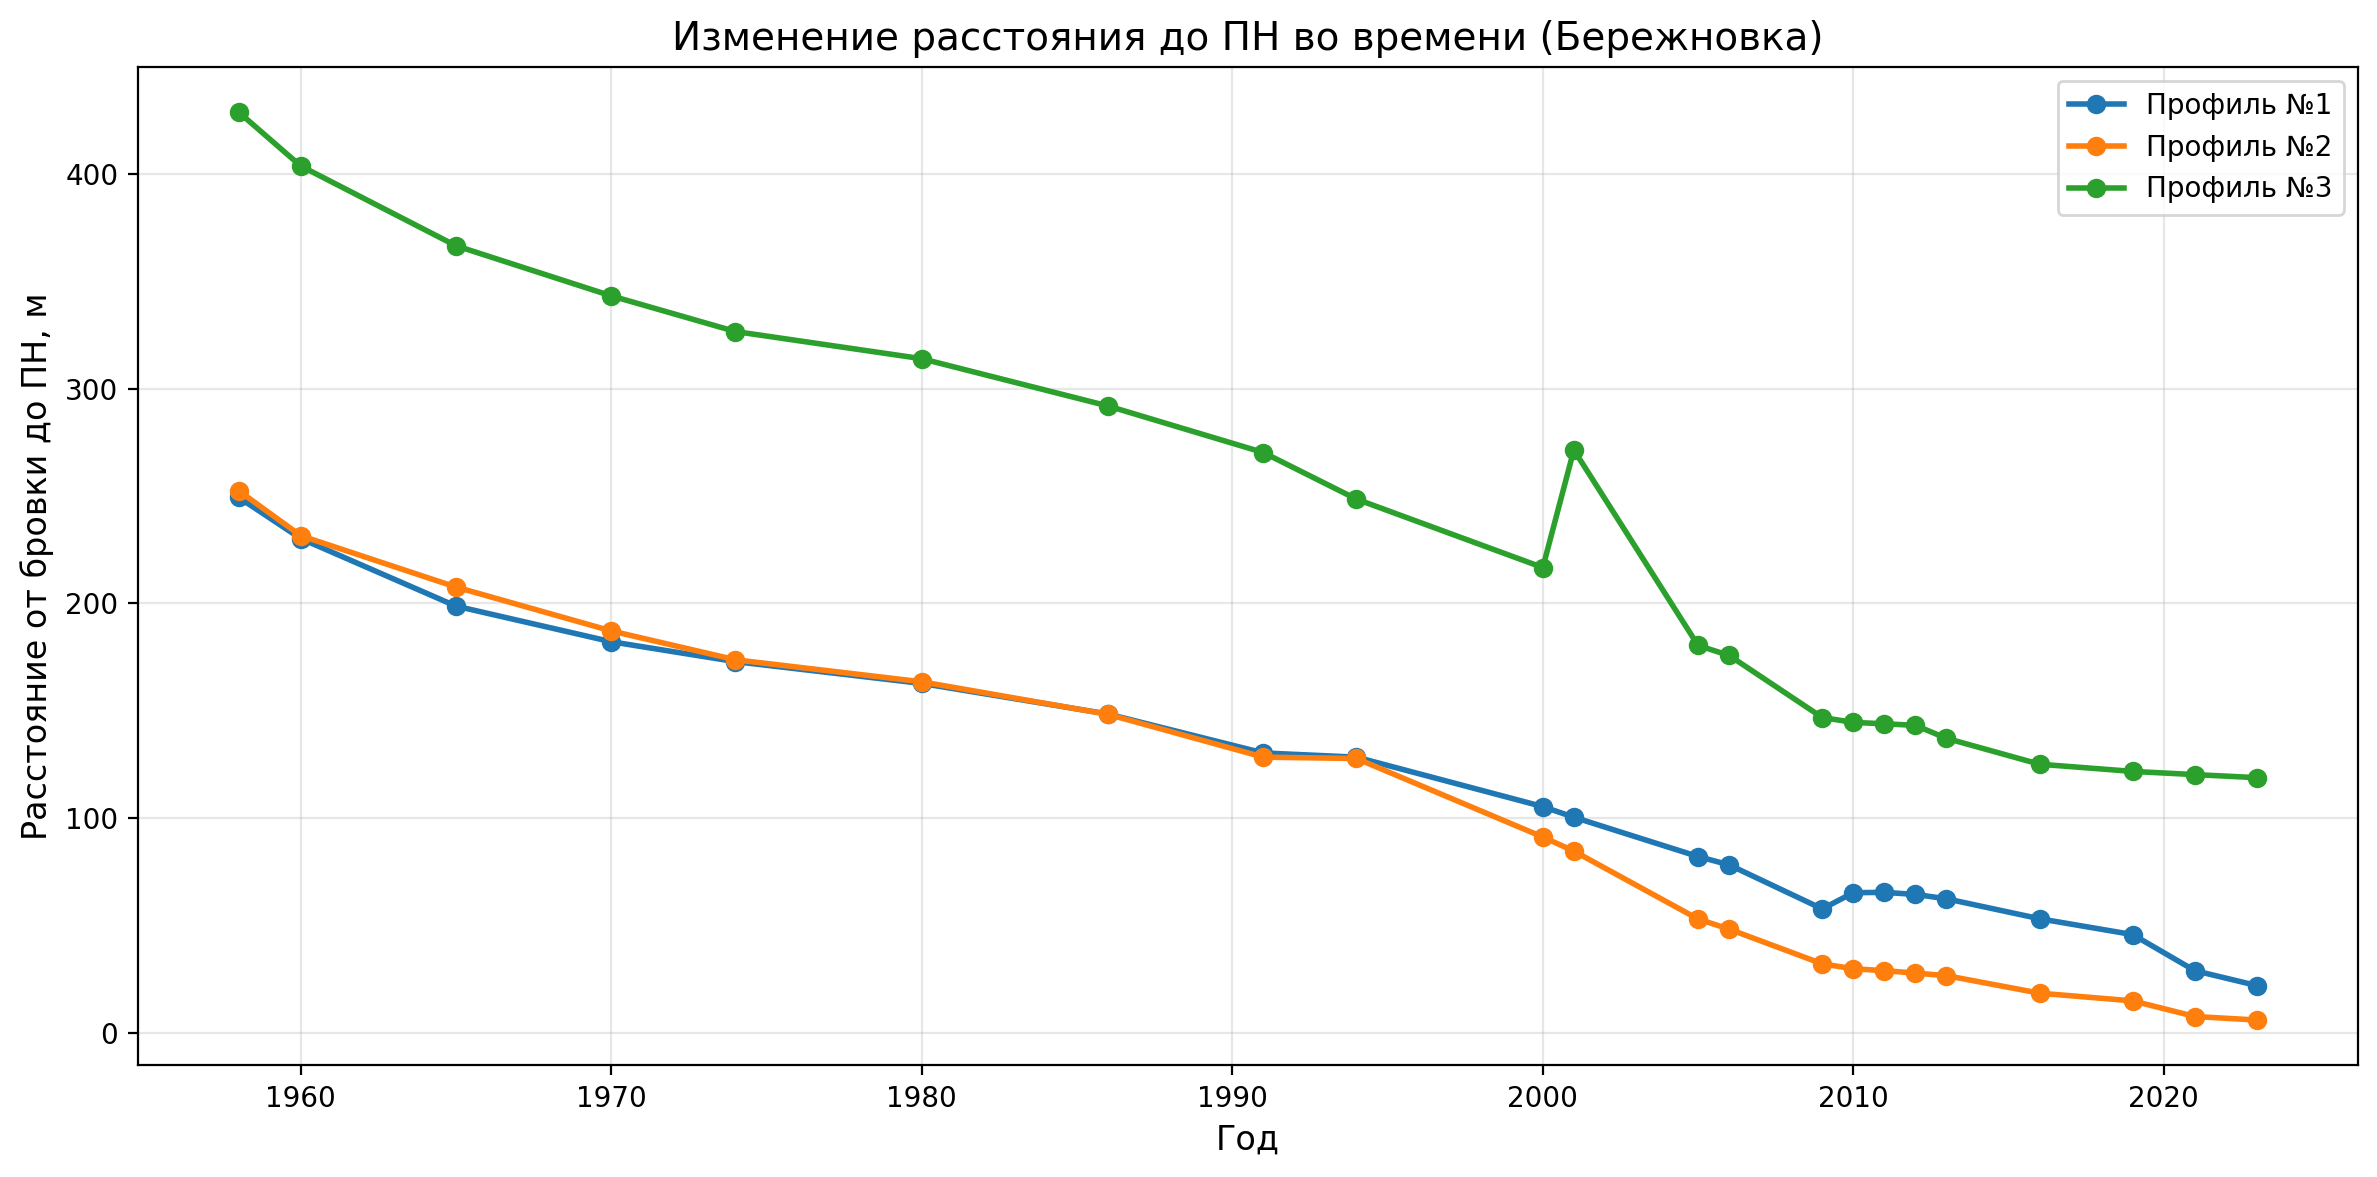 Изменение расстояния до ПН во времени (Бережновка)
Расстояние от бровки до ПН, м
400
300
200
100
0
Профиль №1
Профиль №2
Профиль №3
1960 1970 1980 1990 2000 2010 2020
Год